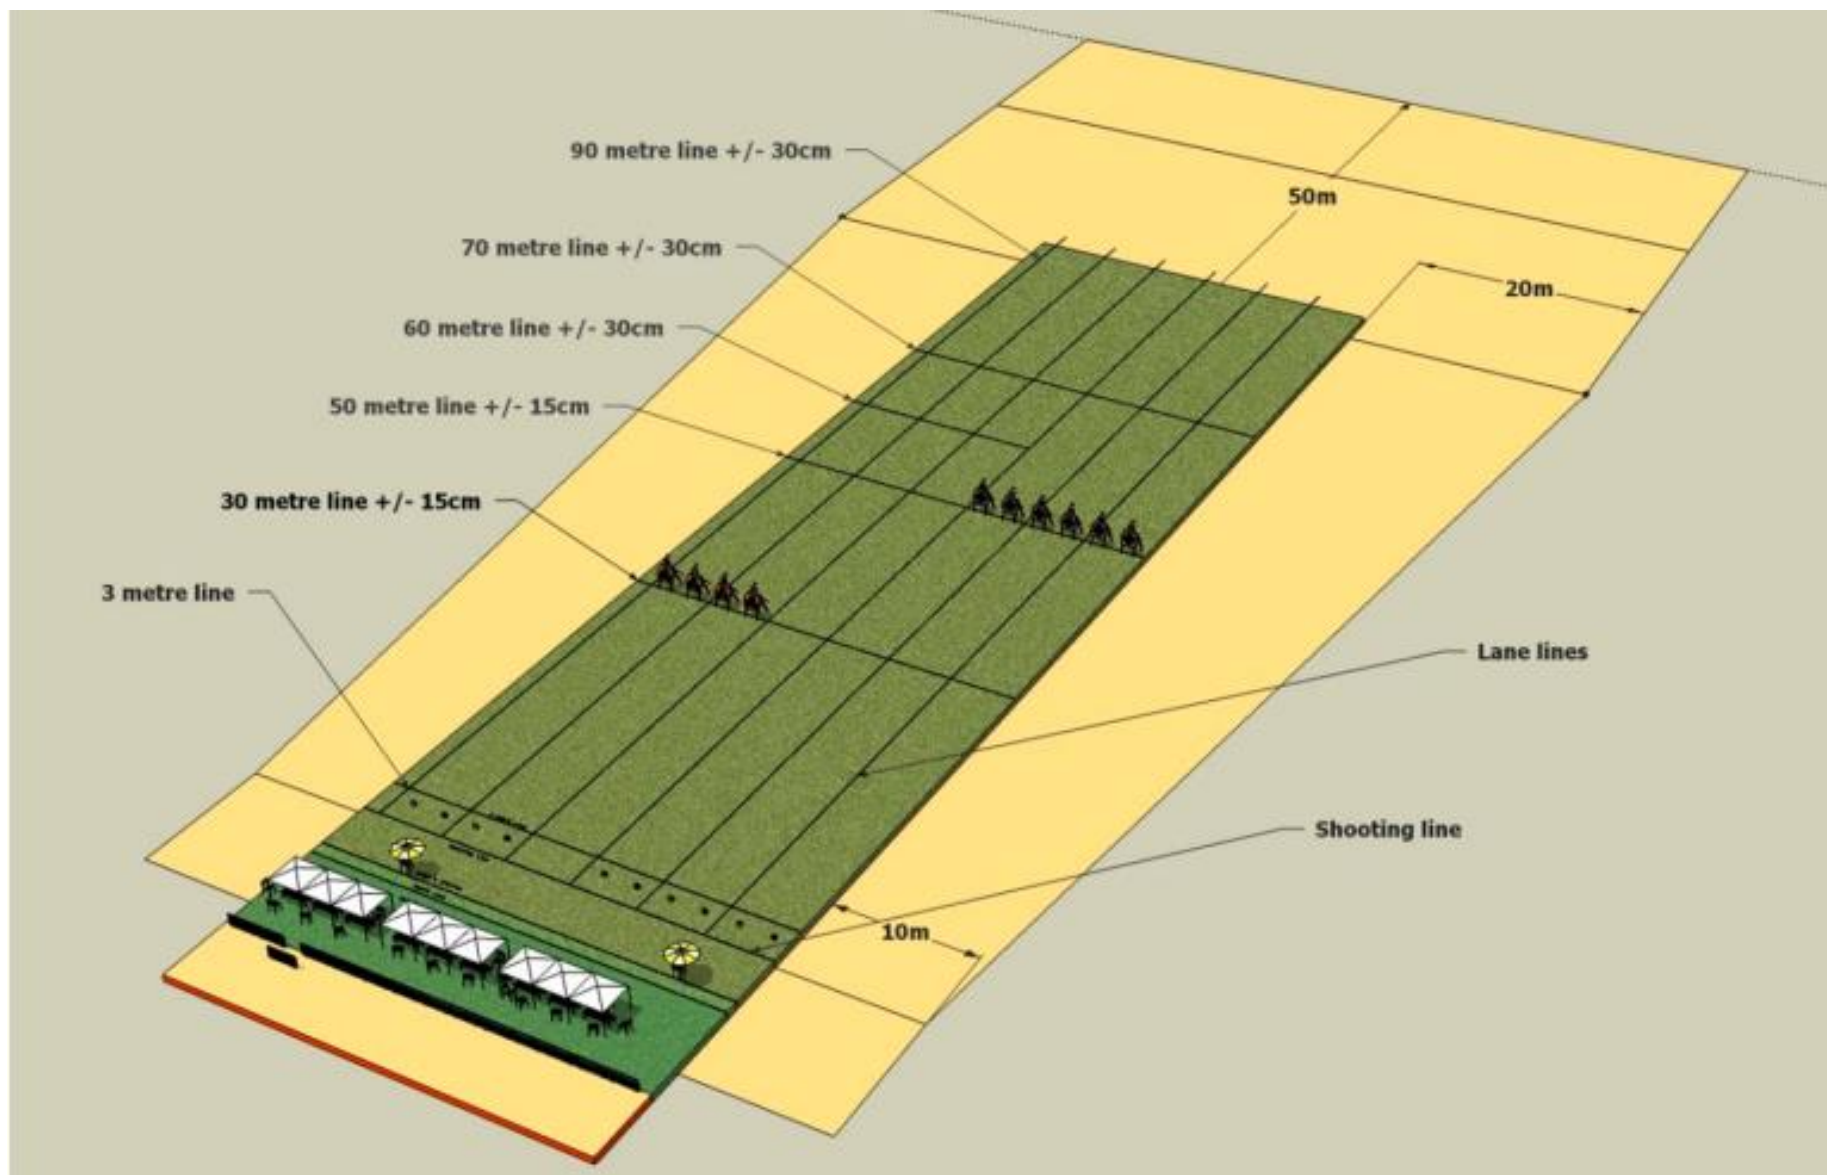 90 metre line +/- 30cm
50m
70 metre line +/- 30cm
20m
60 metre line +/- 30cm
50 metre line +/- 15cm
30 metre line +/- 15cm
3 metre line
Lane lines
Shooting line
10m